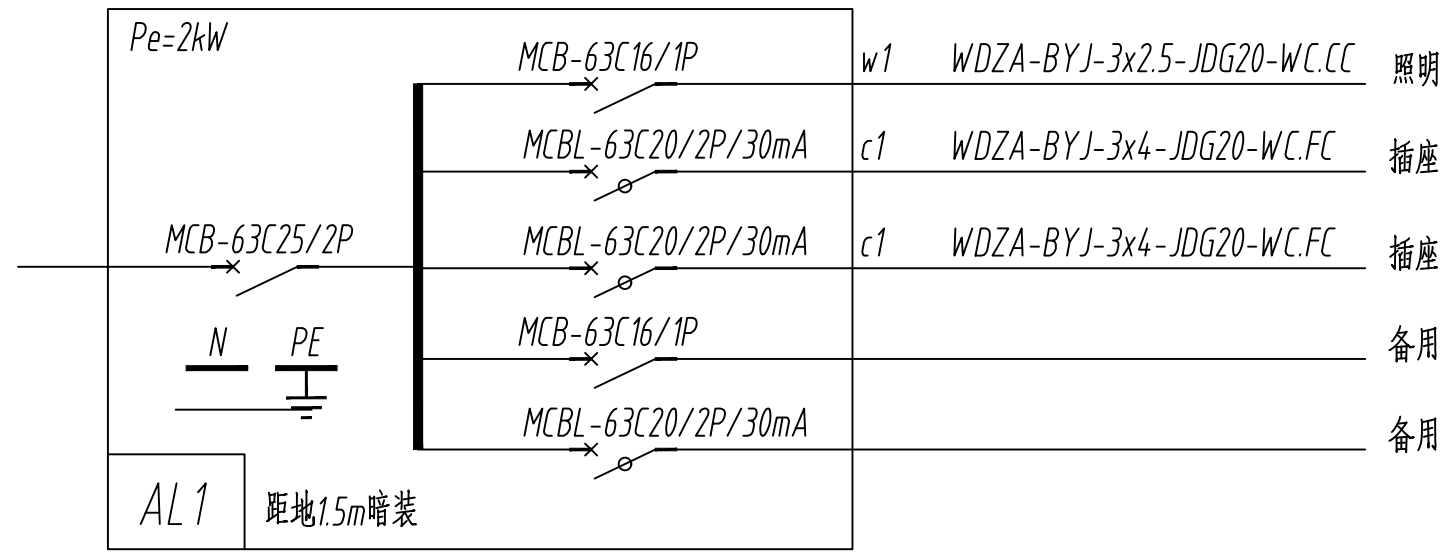 Pe=2kW
MCB-63C16/1P w1 WDZA-BYJ-3x2.5-JDG20-WC.CC 照明
MCBL-63C20/2P/30mA c1 WDZA-BYJ-3x4-JDG20-WC.FC 插座
MCB-63C25/2P
MCBL-63C20/2P/30mA c1 WDZA-BYJ-3x4-JDG20-WC.FC 插座
N PE
MCB-63C16/1P 备用
MCBL-63C20/2P/30mA 备用
AL1 距地1.5m暗装